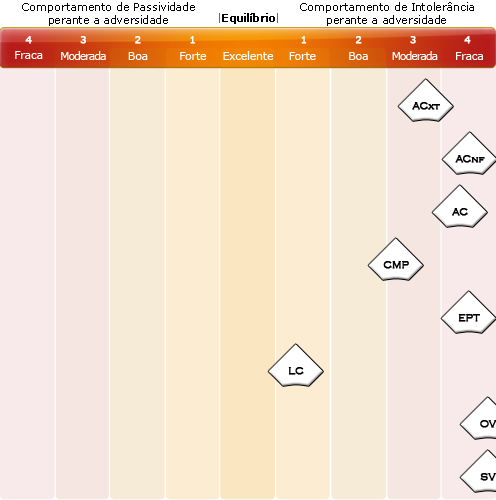 Comportamento de Passividade
perante a adversidade
|Equilíbrio|
Comportamento de Intolerância
perante a adversidade
4 3 2 1 1 2 3 4
Fraca Moderada Boa Forte Excelente Forte Boa Moderada Fraca
ACXT
ACNF
AC
CMP
EPT
LC
OV
SV